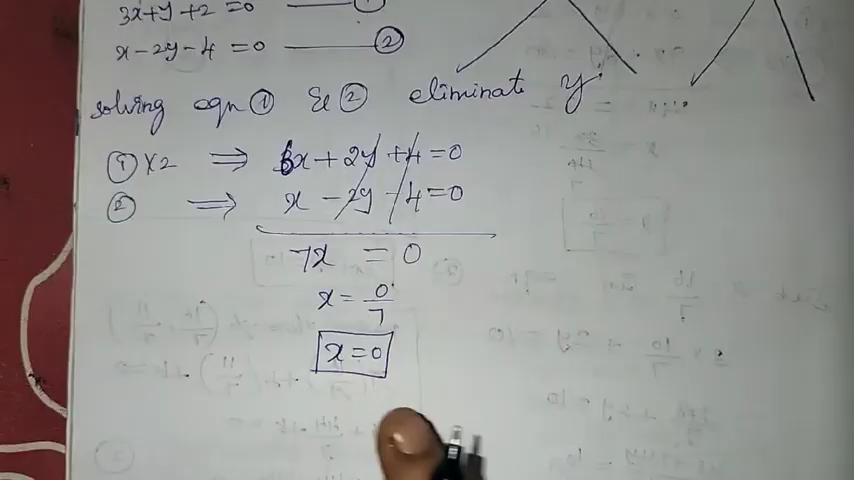 3x+y+2=0 ——— ①
x-2y-4=0 ——— ②
solving eqn ① & ② eliminate y
①×2 ⇒ 6x+2y+4=0
② ⇒ x-2y-4=0
7x = 0
x = 0/7
x=0